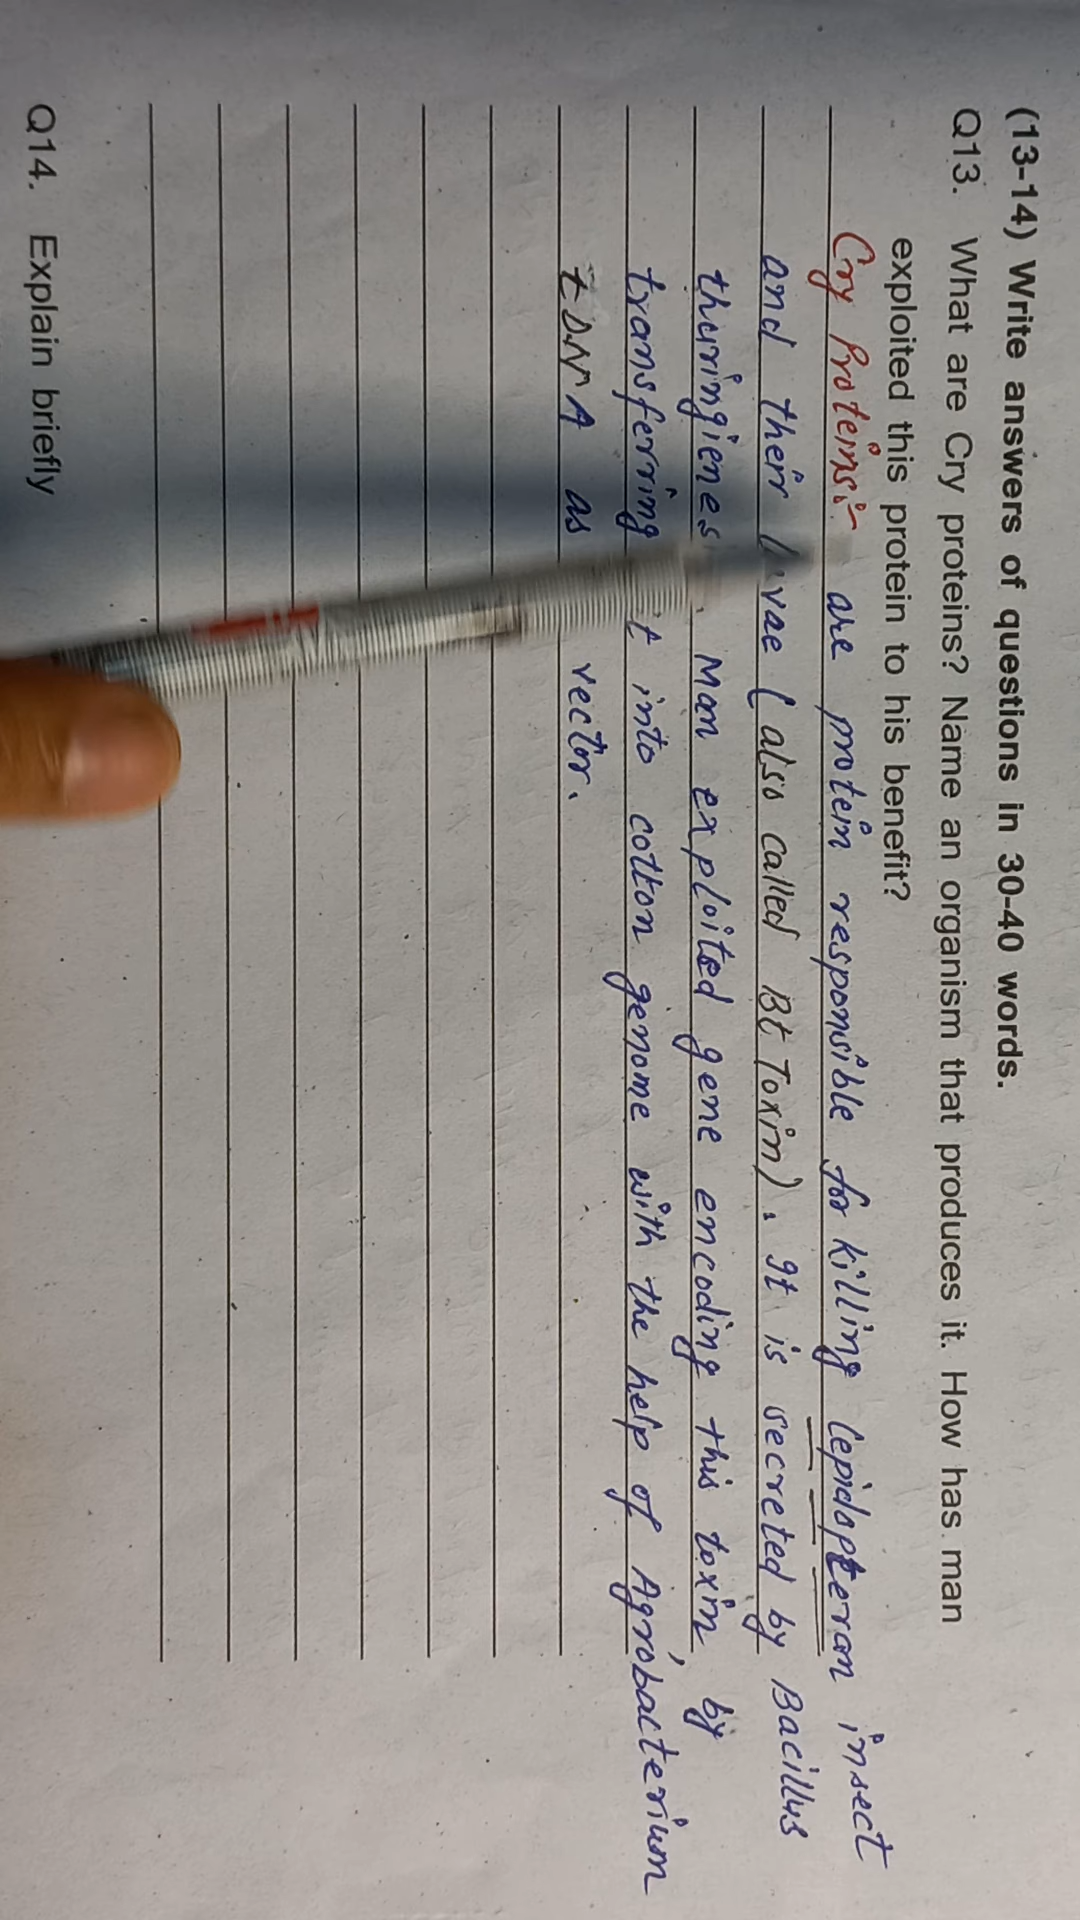 (13-14) Write answers of questions in 30-40 words.
Q13. What are Cry proteins? Name an organism that produces it. How has man
exploited this protein to his benefit?
Cry Proteins:- are protein responsible for killing lepidopteran insect
and their vae (also called Bt Toxin). It is secreted by Bacillus
thuringienes. Man exploited gene encoding this toxin, by
transferring into cotton genome with the help of Agrobacterium
t DNA as vector.
Q14. Explain briefly